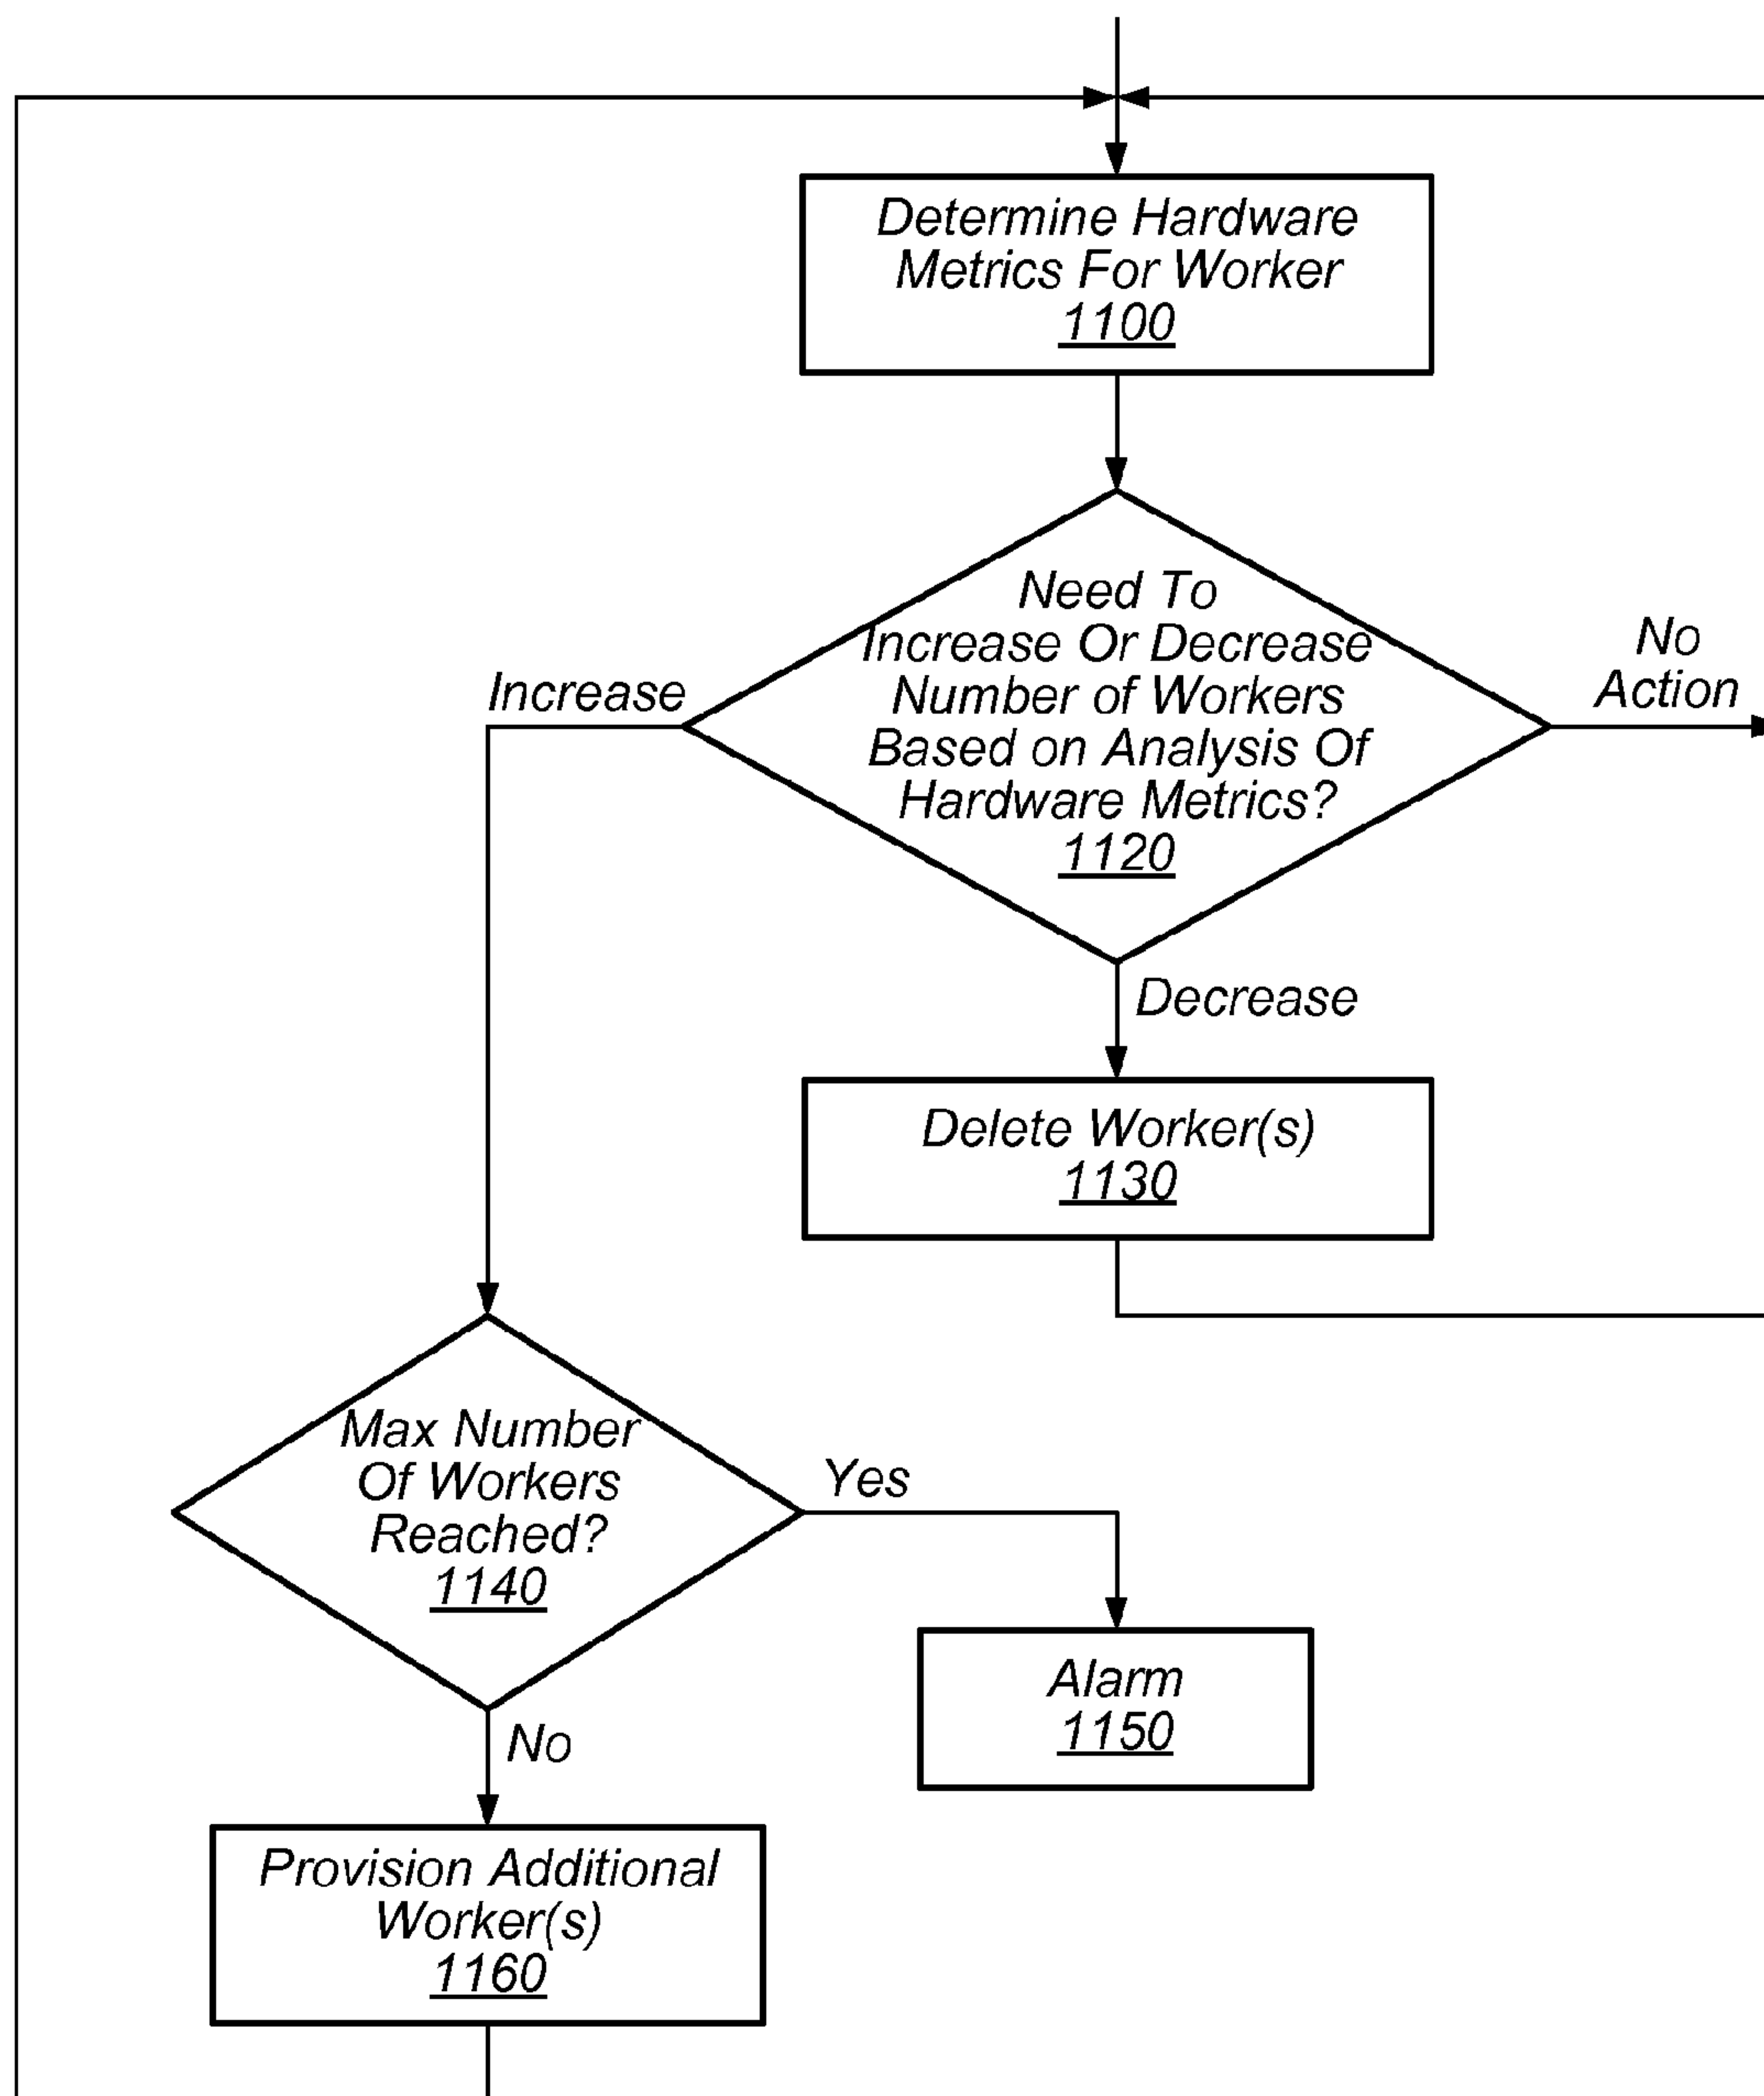 Determine Hardware
Metrics For Worker
1100
Need To
Increase Or Decrease
Number of Workers
Based on Analysis Of
Hardware Metrics?
1120
Increase
No
Action
Decrease
Delete Worker(s)
1130
Max Number
Of Workers
Reached?
1140
Yes
Alarm
1150
No
Provision Additional
Worker(s)
1160